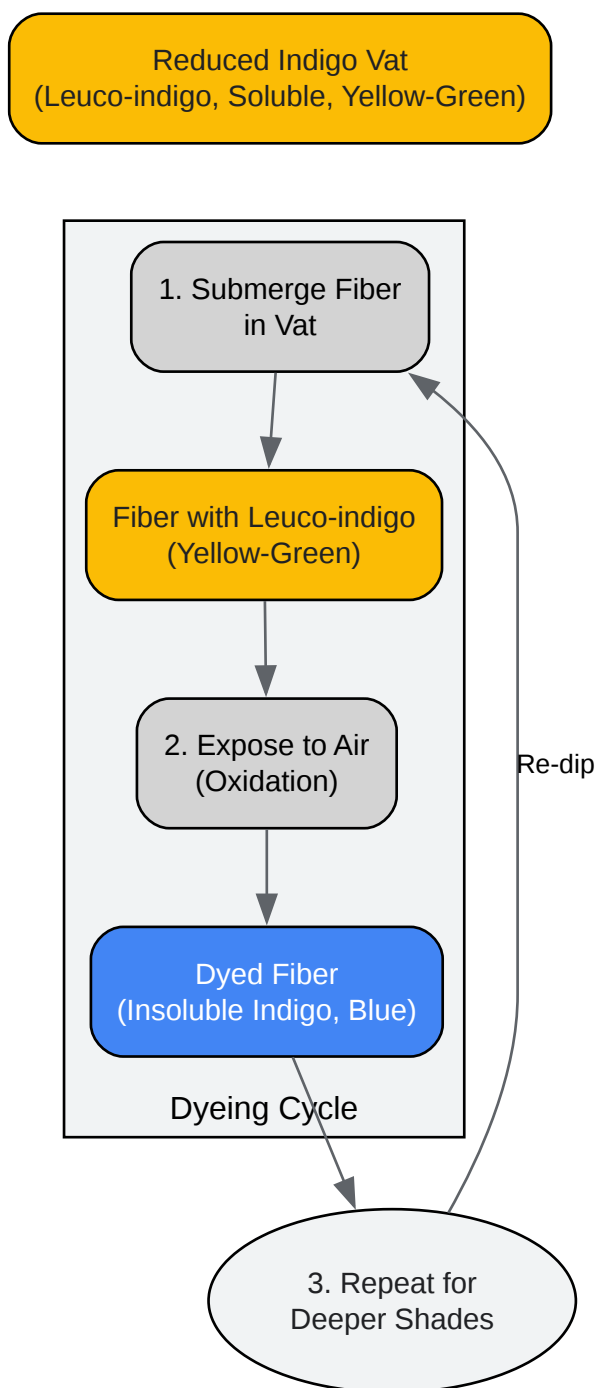 Reduced Indigo Vat
(Leuco-indigo, Soluble, Yellow-Green)
1. Submerge Fiber
in Vat
Fiber with Leuco-indigo
(Yellow-Green)
2. Expose to Air
(Oxidation)
Re-dip
Dyed Fiber
(Insoluble Indigo, Blue)
Dyeing Cycle
3. Repeat for
Deeper Shades